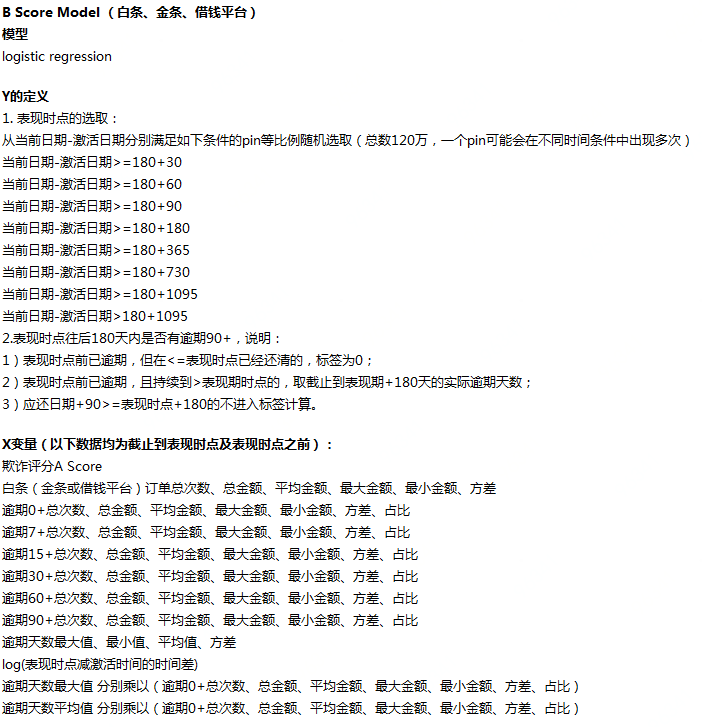 B Score Model （白条、金条、借钱平台）
模型
logistic regression
Y的定义
1. 表现时点的选取：
从当前日期-激活日期分别满足如下条件的pin等比例随机选取（总数120万，一个pin可能会在不同时间条件中出现多次）
当前日期-激活日期>=180+30
当前日期-激活日期>=180+60
当前日期-激活日期>=180+90
当前日期-激活日期>=180+180
当前日期-激活日期>=180+365
当前日期-激活日期>=180+730
当前日期-激活日期>=180+1095
当前日期-激活日期>180+1095
2.表现时点往后180天内是否有逾期90+，说明：
1）表现时点前已逾期，但在<=表现时点已经还清的，标签为0；
2）表现时点前已逾期，且持续到>表现期时点的，取截止到表现期+180天的实际逾期天数；
3）应还日期+90>=表现时点+180的不进入标签计算。
X变量（以下数据均为截止到表现时点及表现时点之前）：
欺诈评分A Score
白条（金条或借钱平台）订单总次数、总金额、平均金额、最大金额、最小金额、方差
逾期0+总次数、总金额、平均金额、最大金额、最小金额、方差、占比
逾期7+总次数、总金额、平均金额、最大金额、最小金额、方差、占比
逾期15+总次数、总金额、平均金额、最大金额、最小金额、方差、占比
逾期30+总次数、总金额、平均金额、最大金额、最小金额、方差、占比
逾期60+总次数、总金额、平均金额、最大金额、最小金额、方差、占比
逾期90+总次数、总金额、平均金额、最大金额、最小金额、方差、占比
逾期天数最大值、最小值、平均值、方差
log(表现时点减激活时间的时间差)
逾期天数最大值 分别乘以（逾期0+总次数、总金额、平均金额、最大金额、最小金额、方差、占比）
逾期天数平均值 分别乘以（逾期0+总次数、总金额、平均金额、最大金额、最小金额、方差、占比）